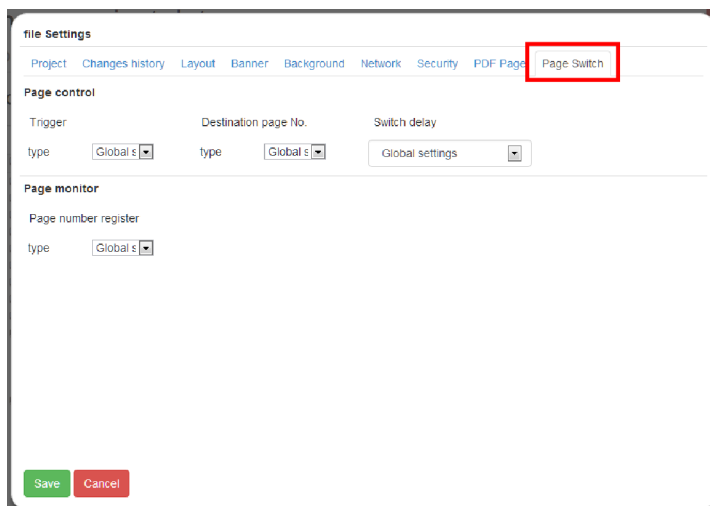 file Settings
Project Changes history Layout Banner Background Network Security PDF Page Page Switch
Page control
Trigger Destination page No. Switch delay
type Global s type Global s Global settings
Page monitor
Page number register
type Global s
Save Cancel